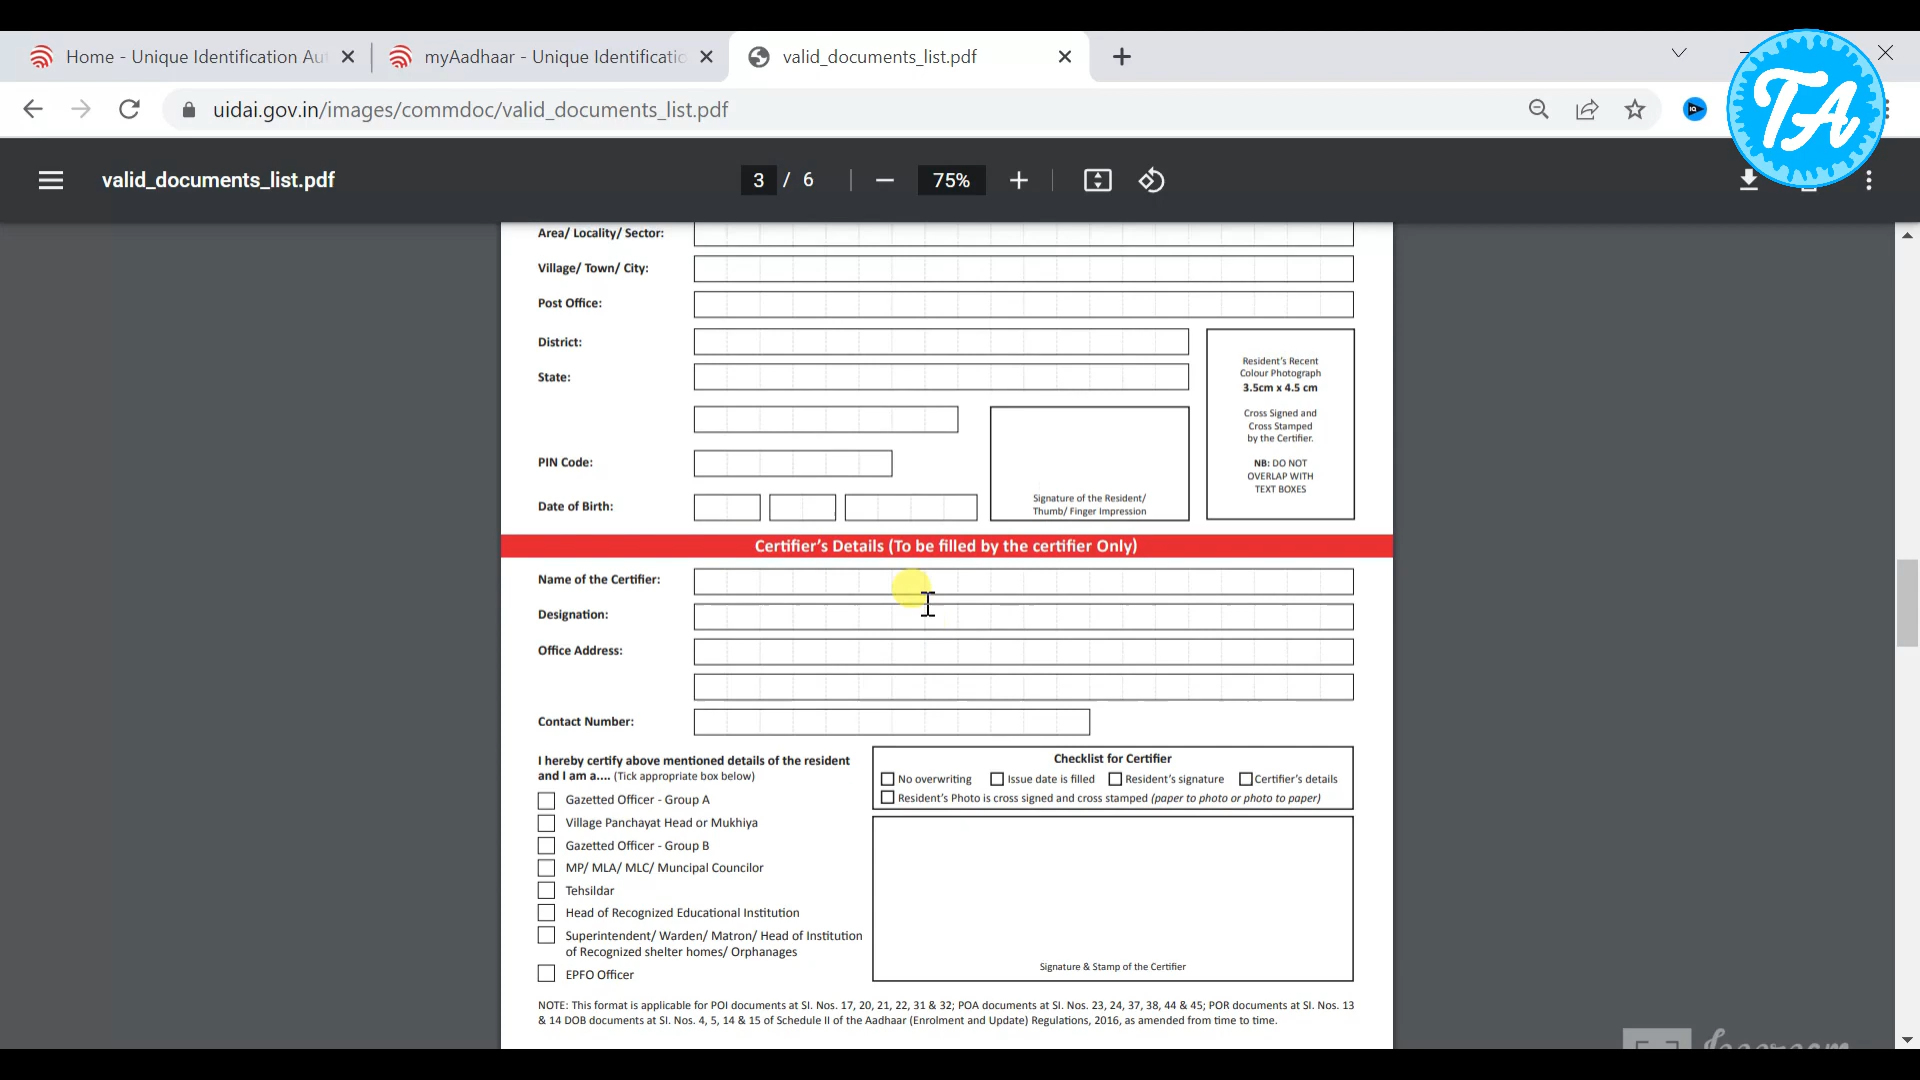 Home - Unique Identification Au
myAadhaar - Unique Identificatio
valid_documents_list.pdf
uidai.gov.in/images/commdoc/valid_documents_list.pdf
TA
valid_documents_list.pdf
3 / 6
75%
Area/ Locality/ Sector:
Village/ Town/ City:
Post Office:
District:
State:
Resident's Recent
Colour Photograph
3.5cm x 4.5 cm
Cross Signed and
Cross Stamped
by the Certifier.
NB: DO NOT
OVERLAP WITH
TEXT BOXES
PIN Code:
Date of Birth:
Signature of the Resident/
Thumb/ Finger Impression
Certifier's Details (To be filled by the certifier Only)
Name of the Certifier:
Designation:
Office Address:
Contact Number:
I hereby certify above mentioned details of the resident
and I am a.... (Tick appropriate box below)
Gazetted Officer - Group A
Village Panchayat Head or Mukhiya
Gazetted Officer - Group B
MP/ MLA/ MLC/ Muncipal Councilor
Tehsildar
Head of Recognized Educational Institution
Superintendent/ Warden/ Matron/ Head of Institution
of Recognized shelter homes/ Orphanages
EPFO Officer
Checklist for Certifier
No overwriting Issue date is filled Resident's signature Certifier's details
Resident's Photo is cross signed and cross stamped (paper to photo or photo to paper)
Signature & Stamp of the Certifier
NOTE: This format is applicable for POI documents at SI. Nos. 17, 20, 21, 22, 31 & 32; POA documents at SI. Nos. 23, 24, 37, 38, 44 & 45; POR documents at SI. Nos. 13
& 14 DOB documents at SI. Nos. 4, 5, 14 & 15 of Schedule II of the Aadhaar (Enrolment and Update) Regulations, 2016, as amended from time to time.